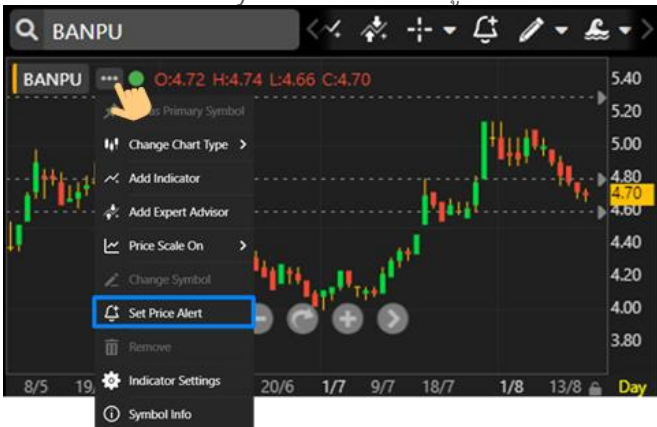 BANPU
BANPU O:4.72 H:4.74 L:4.66 C:4.70
Primary Symbol
Change Chart Type
Add Indicator
Add Expert Advisor
Price Scale On
Change Symbol
Set Price Alert
Remove
Indicator Settings
Symbol Info
5.40
5.20
5.00
4.80
4.70
4.60
4.40
4.20
4.00
3.80
8/5 19/ 20/6 1/7 9/7 18/7 1/8 13/8 Day